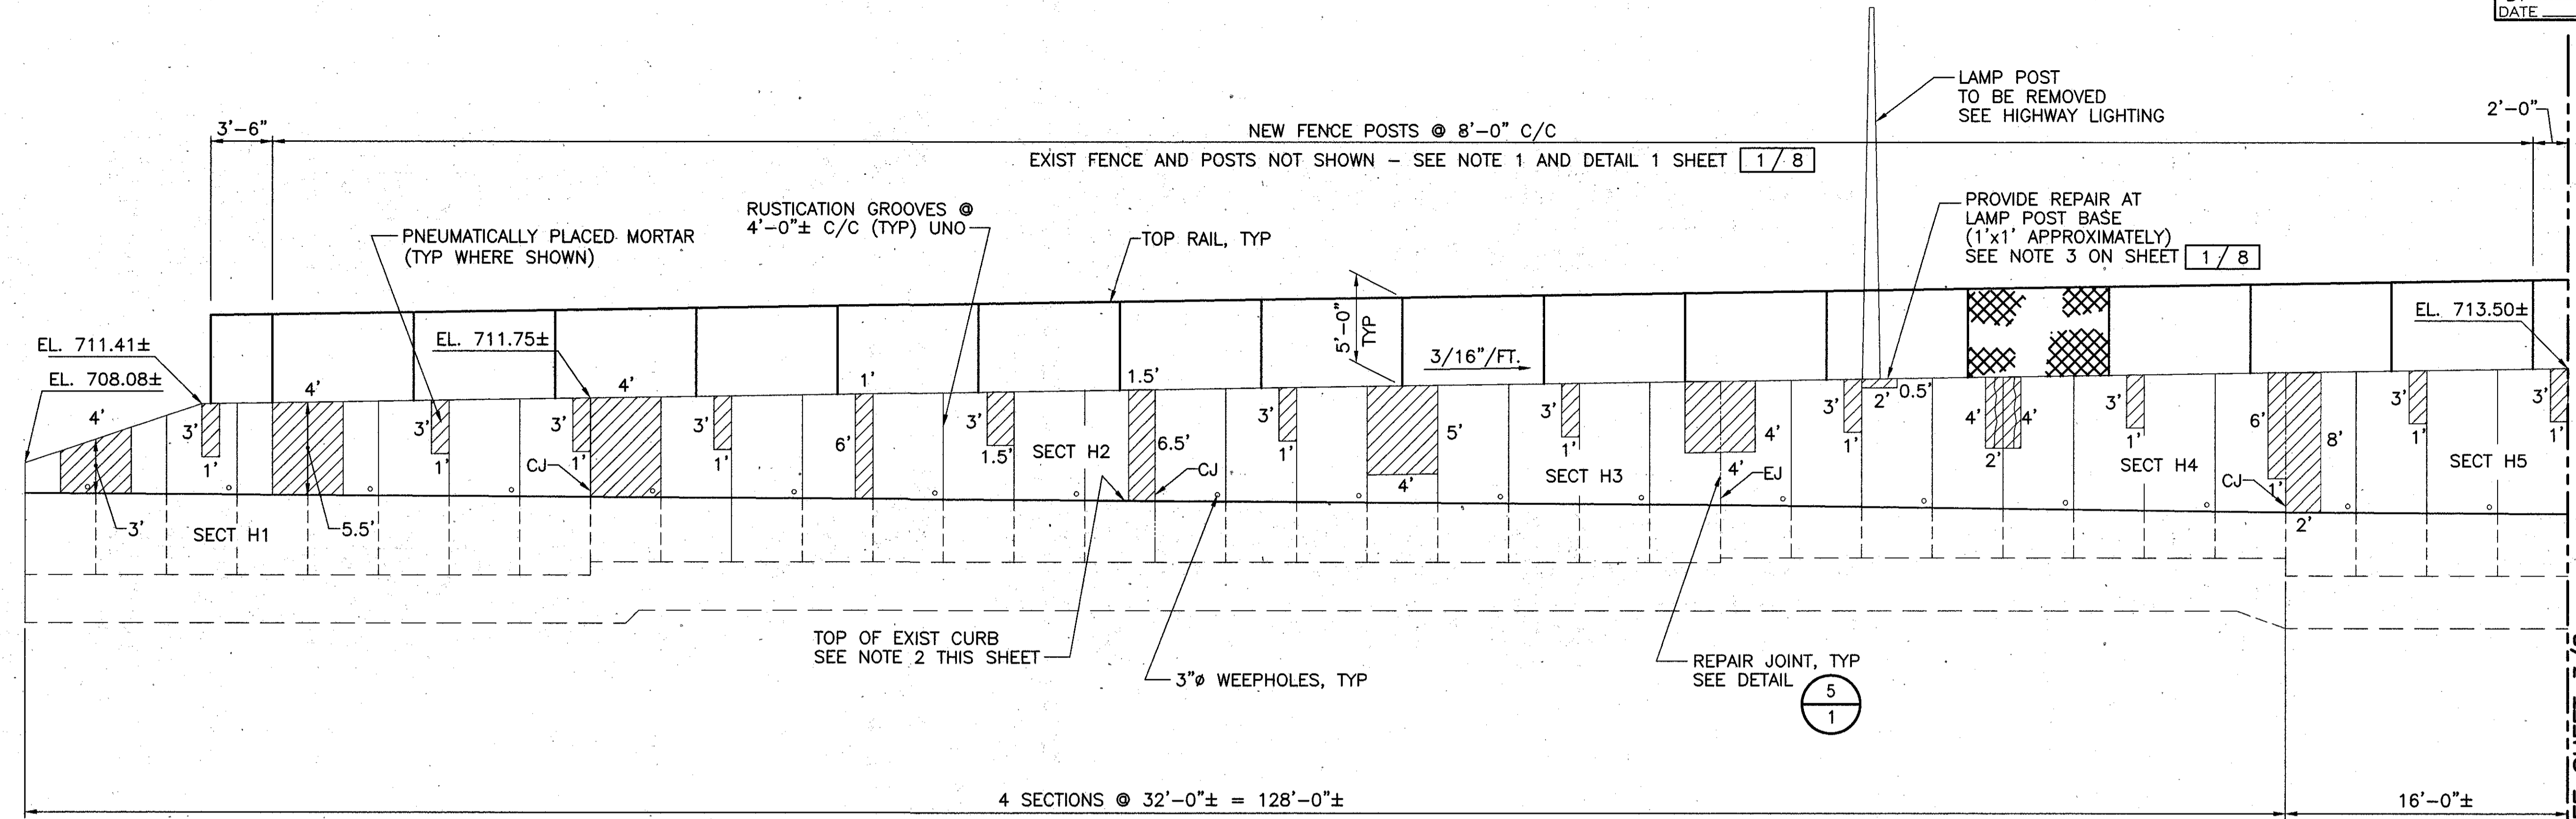 DATE
LAMP POST
TO BE REMOVED
SEE HIGHWAY LIGHTING
3'-6"
NEW FENCE POSTS @ 8'-0" C/C
2'-0"
EXIST FENCE AND POSTS NOT SHOWN – SEE NOTE 1 AND DETAIL 1 SHEET 1/8
RUSTICATION GROOVES @
4'-0"± C/C (TYP) UNO
PROVIDE REPAIR AT
LAMP POST BASE
(1'x1' APPROXIMATELY)
SEE NOTE 3 ON SHEET 1/8
PNEUMATICALLY PLACED MORTAR
(TYP WHERE SHOWN)
TOP RAIL, TYP
5'-0"
TYP
EL. 711.41±
EL. 711.75±
EL. 713.50±
3/16"/FT.
EL. 708.08±
4'
4'
4'
1'
1.5'
3'
1'
3'
1'
3'
1'
3'
1'
6'
3'
1.5'
6.5'
3'
1'
5'
4'
3'
1'
4'
4'
3'
1'
2'
0.5'
4'
4'
2'
3'
1'
6'
1'
8'
2'
3'
1'
3'
1'
CJ
SECT H2
CJ
SECT H3
EJ
SECT H4
CJ
SECT H5
3'
SECT H1
5.5'
TOP OF EXIST CURB
SEE NOTE 2 THIS SHEET
3"ø WEEPHOLES, TYP
REPAIR JOINT, TYP
SEE DETAIL
5
1
4 SECTIONS @ 32'-0"± = 128'-0"±
16'-0"±